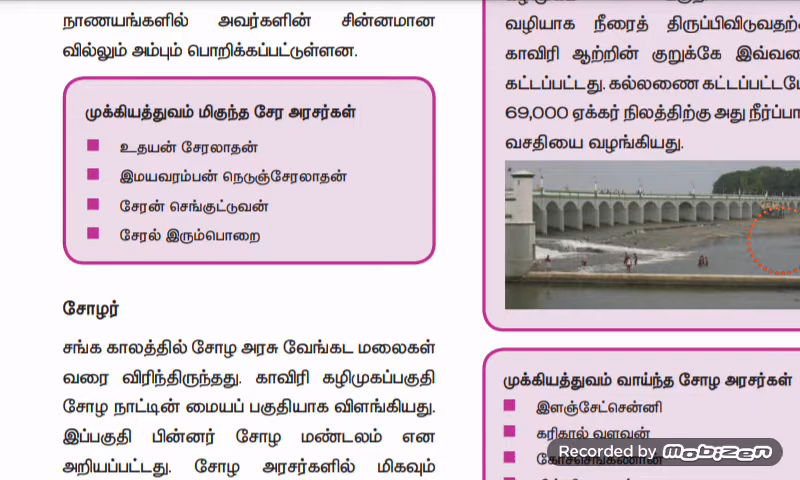 நாணயங்களில் அவர்களின் சின்னமான
வில்லும் அம்பும் பொறிக்கப்பட்டுள்ளன.
முக்கியத்துவம் மிகுந்த சேர அரசர்கள்
உதயன் சேரலாதன்
இமயவரம்பன் நெடுஞ்சேரலாதன்
சேரன் செங்குட்டுவன்
சேரல் இரும்பொறை
சோழர்
சங்க காலத்தில் சோழ அரசு வேங்கட மலைகள்
வரை விரிந்திருந்தது. காவிரி கழிமுகப்பகுதி
சோழ நாட்டின் மையப் பகுதியாக விளங்கியது.
இப்பகுதி பின்னர் சோழ மண்டலம் என
அறியப்பட்டது. சோழ அரசர்களில் மிகவும்
வழியாக நீரைத் திருப்பிவிடுவதற்
காவிரி ஆற்றின் குறுக்கே இவ்
கட்டப்பட்டது. கல்லணை கட்டப்பட்ட
69,000 ஏக்கர் நிலத்திற்கு அது நீர்ப்பா
வசதியை வழங்கியது.
முக்கியத்துவம் வாய்ந்த சோழ அரசர்கள்
இளஞ்சேட்சென்னி
கரிகால் வளவன்
கோச்செங்கணான்
Recorded by mobizen